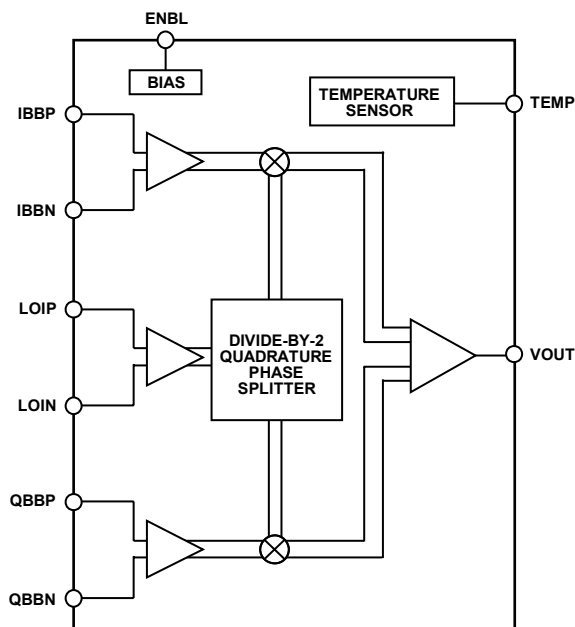 ENBL
BIAS
TEMPERATURE
SENSOR
TEMP
IBBP
IBBN
LOIP
DIVIDE-BY-2
QUADRATURE
PHASE
SPLITTER
VOUT
LOIN
QBBP
QBBN